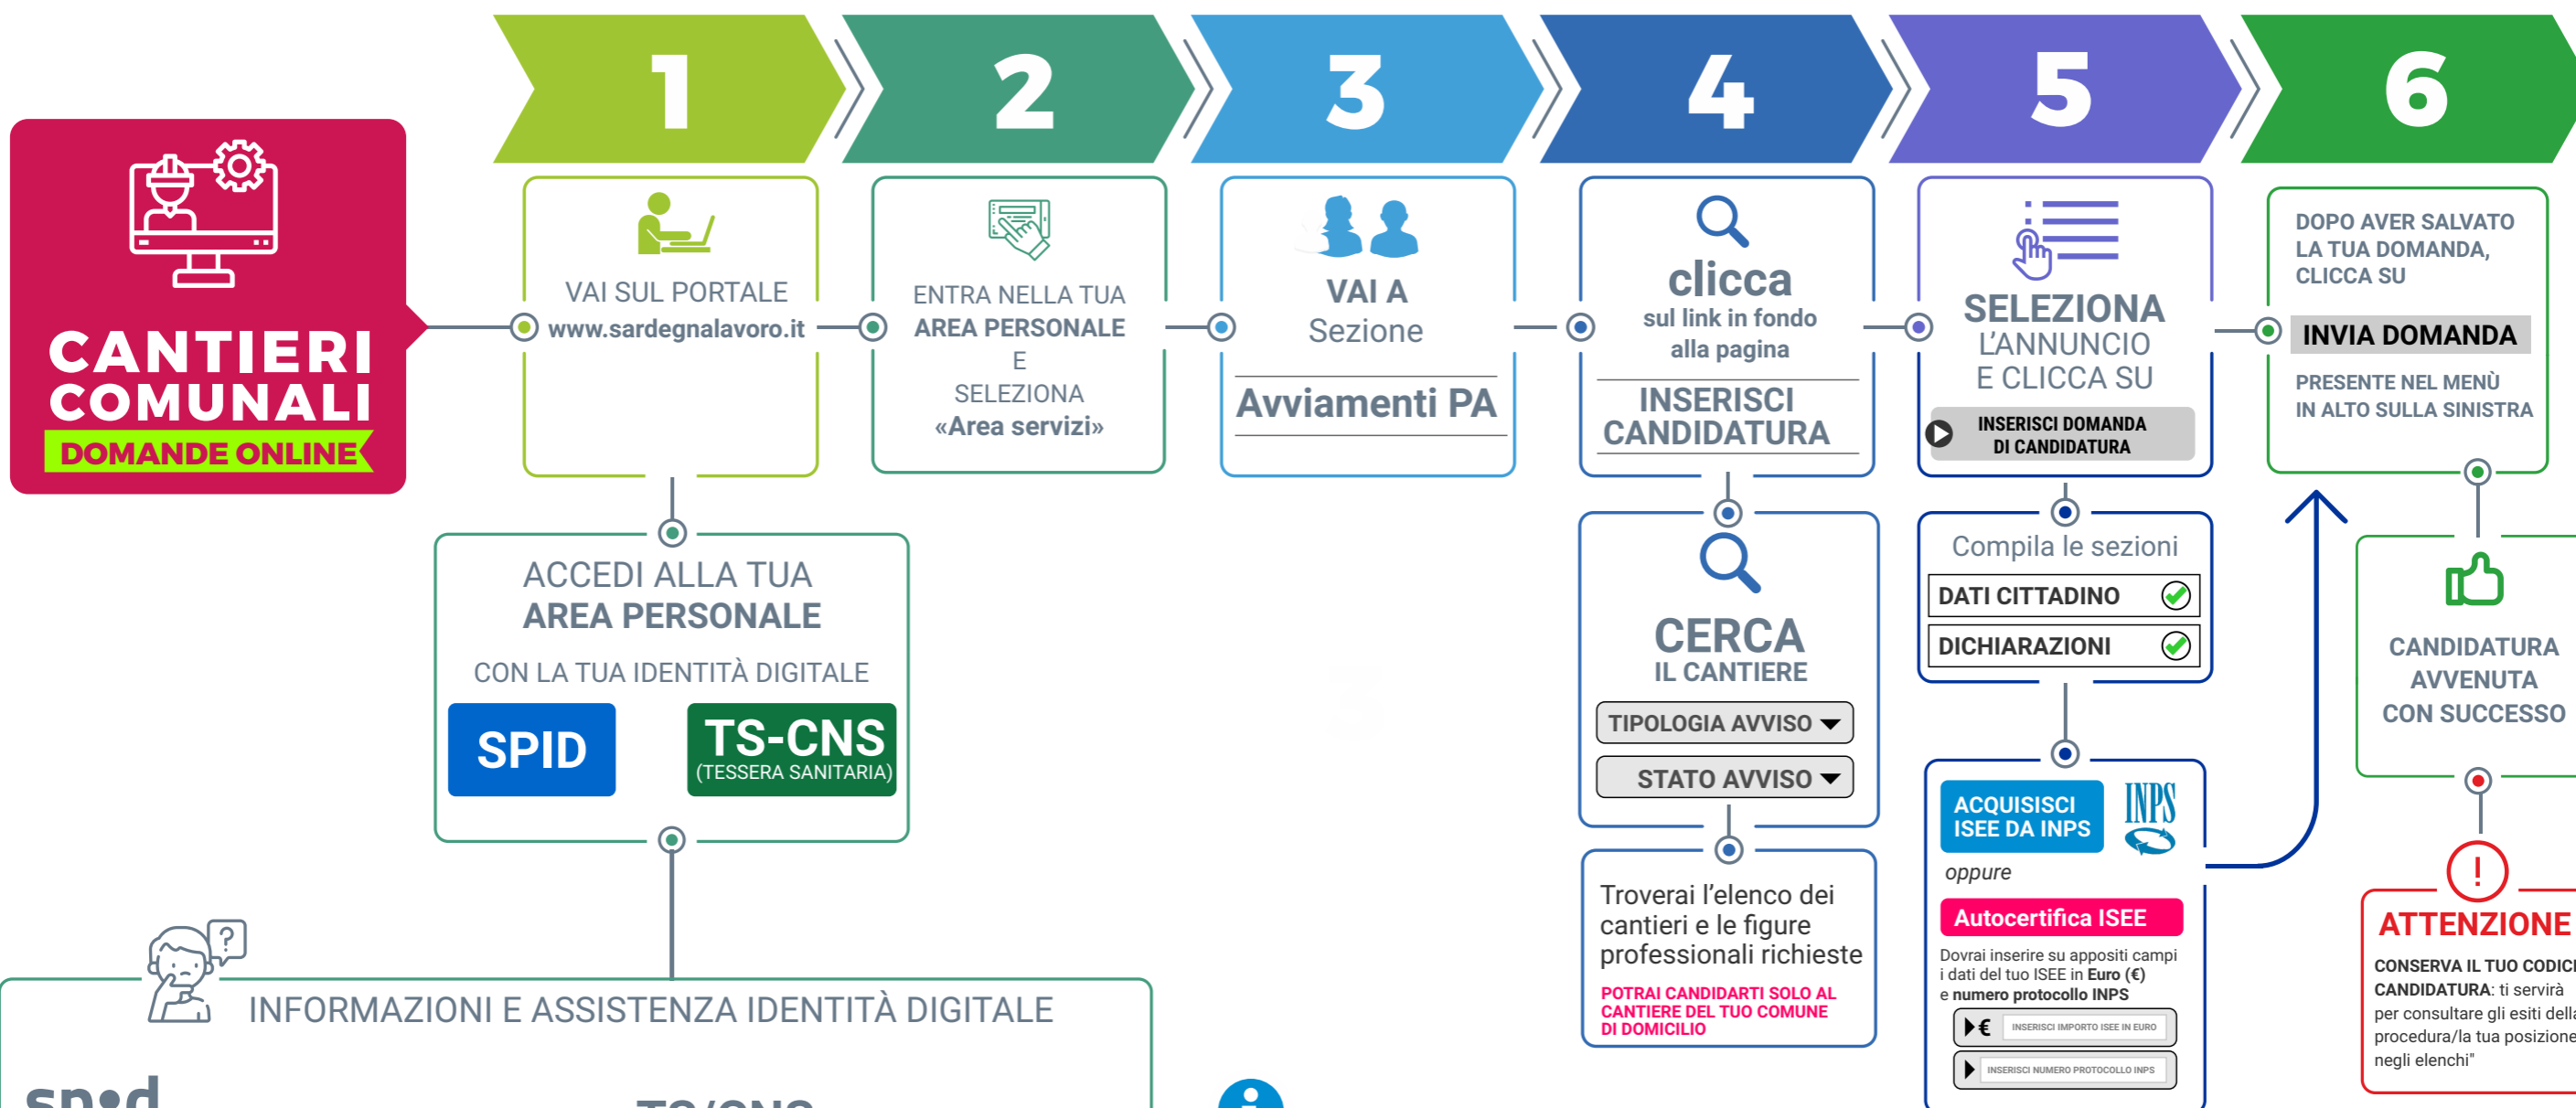 1
2
3
4
5
6
CANTIERI
COMUNALI
DOMANDE ONLINE
VAI SUL PORTALE
www.sardegnalavoro.it
ACCEDI ALLA TUA
AREA PERSONALE
CON LA TUA IDENTITÀ DIGITALE
SPID
TS-CNS
(TESSERA SANITARIA)
ENTRA NELLA TUA
AREA PERSONALE
E
SELEZIONA
«Area servizi»
VAI A
Sezione
Avviamenti PA
clicca
sul link in fondo
alla pagina
INSERISCI
CANDIDATURA
CERCA
IL CANTIERE
TIPOLOGIA AVVISO
STATO AVVISO
Troverai l'elenco dei
cantieri e le figure
professionali richieste
POTRAI CANDIDARTI SOLO AL
CANTIERE DEL TUO COMUNE
DI DOMICILIO
SELEZIONA
L'ANNUNCIO
E CLICCA SU
INSERISCI DOMANDA
DI CANDIDATURA
Compila le sezioni
DATI CITTADINO
DICHIARAZIONI
ACQUISISCI
ISEE DA INPS
INPS
oppure
Autocertifica ISEE
Dovrai inserire su appositi campi
i dati del tuo ISEE in Euro (€)
e numero protocollo INPS
€ INSERISCI IMPORTO ISEE IN EURO
INSERISCI NUMERO PROTOCOLLO INPS
DOPO AVER SALVATO
LA TUA DOMANDA,
CLICCA SU
INVIA DOMANDA
PRESENTE NEL MENÙ
IN ALTO SULLA SINISTRA
CANDIDATURA
AVVENUTA
CON SUCCESSO
!
ATTENZIONE
CONSERVA IL TUO CODICE
CANDIDATURA: ti servirà
per consultare gli esiti della
procedura/la tua posizione
negli elenchi"
?
INFORMAZIONI E ASSISTENZA IDENTITÀ DIGITALE
spid
TS/CNS
i